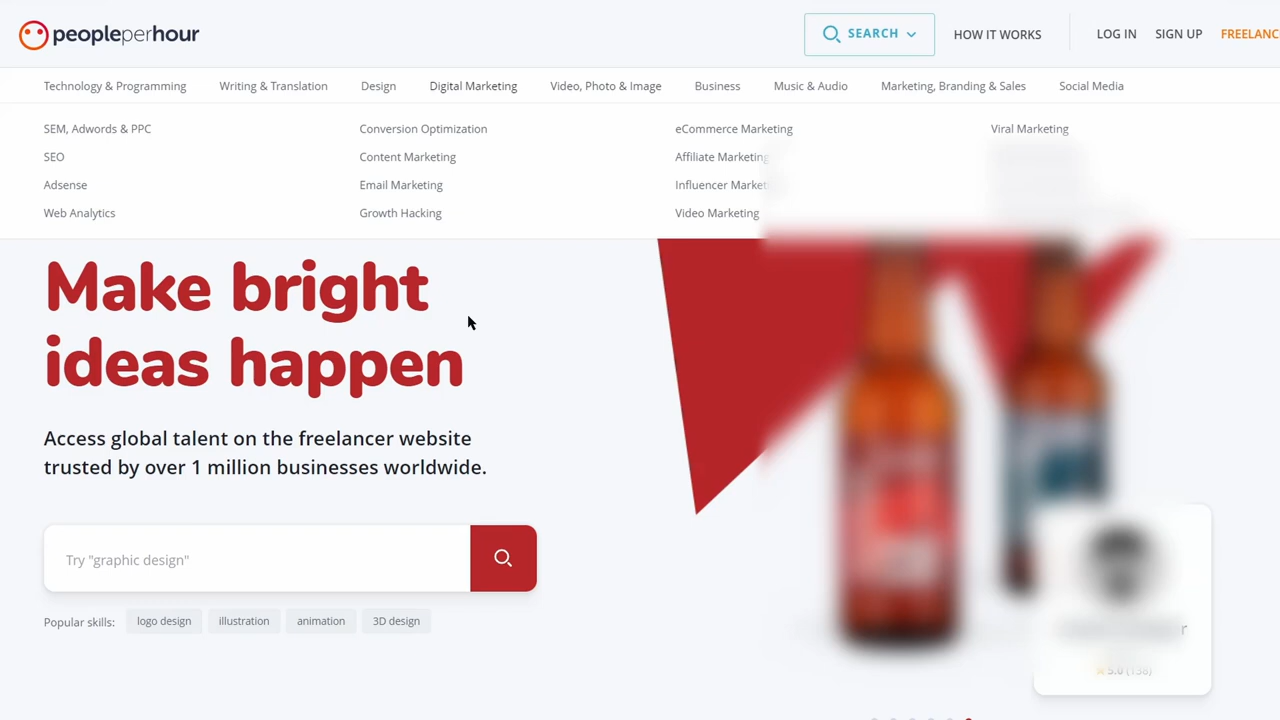 peopleperhour
SEARCH
HOW IT WORKS
LOG IN
SIGN UP
Technology & Programming
Writing & Translation
Design
Digital Marketing
Video, Photo & Image
Business
Music & Audio
Marketing, Branding & Sales
Social Media
SEM, Adwords & PPC
Conversion Optimization
eCommerce Marketing
Viral Marketing
SEO
Content Marketing
Affiliate Marketing
Adsense
Email Marketing
Influencer
Web Analytics
Growth Hacking
Video Marketing
Make bright
ideas happen
Access global talent on the freelancer website
trusted by over 1 million businesses worldwide.
Try "graphic design"
Popular skills:
logo design
illustration
animation
3D design
5.0 (138)